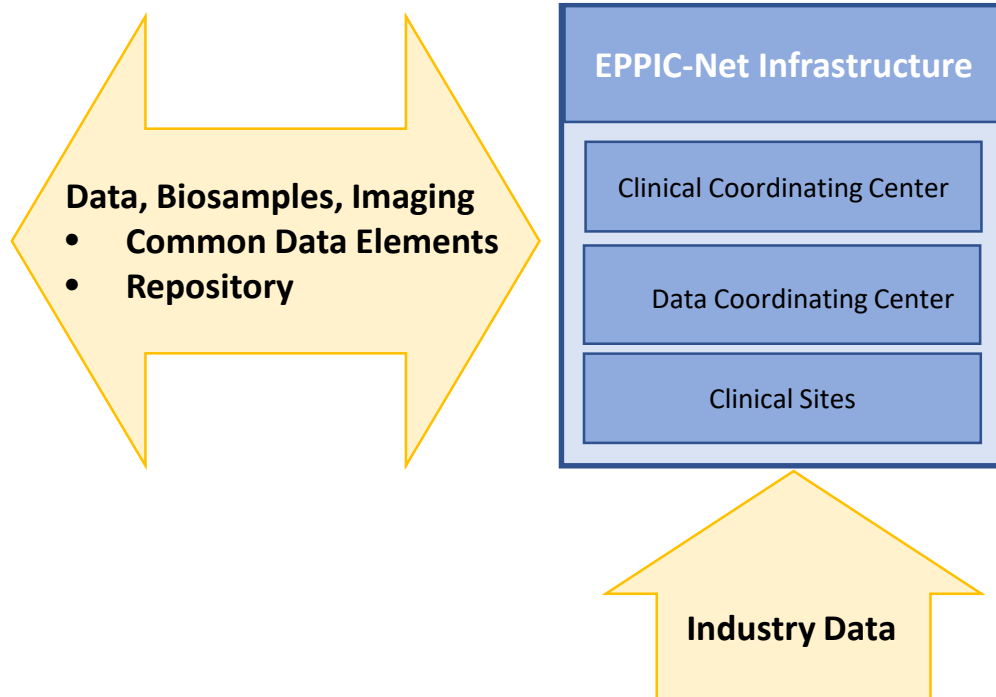 Data, Biosamples, Imaging
• Common Data Elements
• Repository
EPPIC-Net Infrastructure
Clinical Coordinating Center
Data Coordinating Center
Clinical Sites
Industry Data